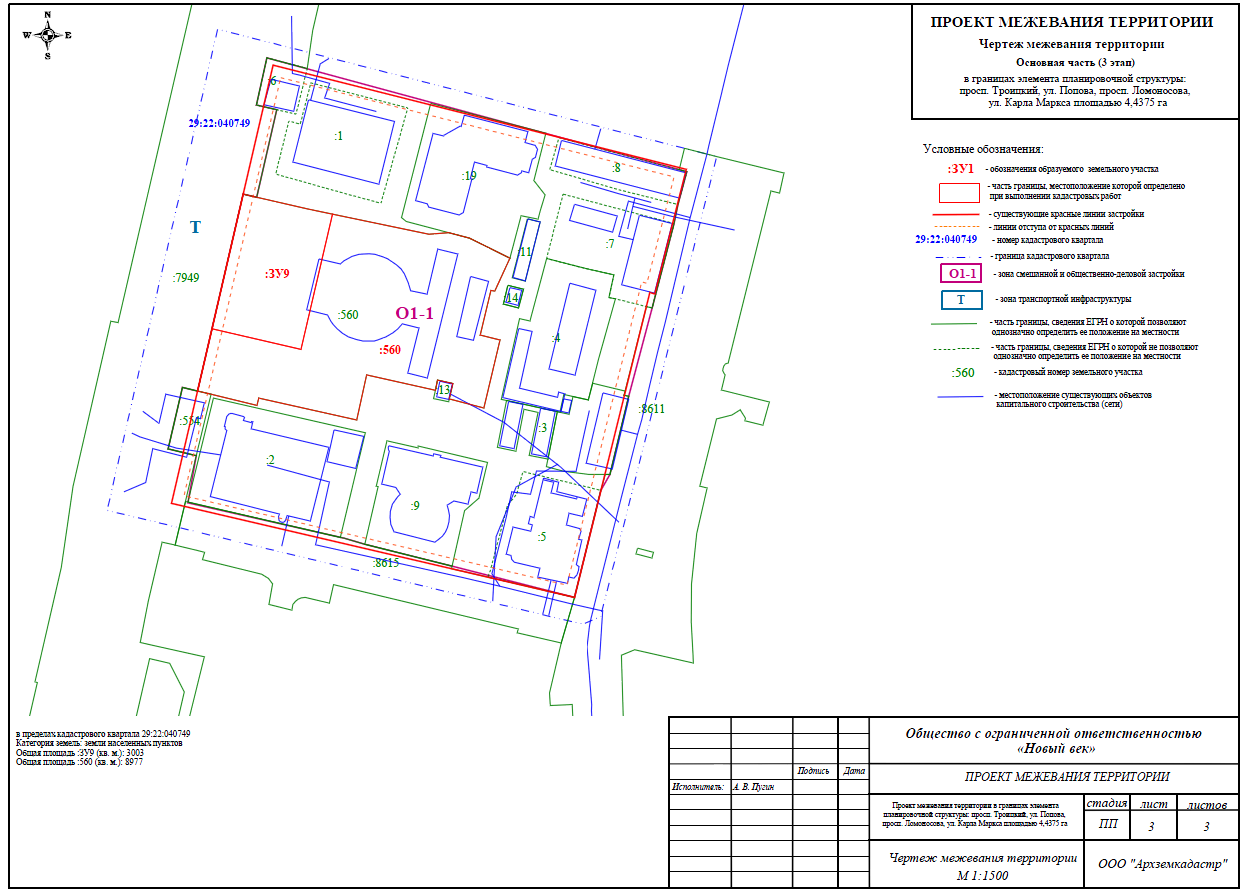 N
W E
S
ПРОЕКТ МЕЖЕВАНИЯ ТЕРРИТОРИИ
Чертеж межевания территории
Основная часть (3 этап)
в границах элемента планировочной структуры:
просп. Троицкий, ул. Попова, просп. Ломоносова,
ул. Карла Маркса площадью 4,4375 га
Условные обозначения:
:ЗУ1 - обозначения образуемого земельного участка
- часть границы, местоположение которой определено
при выполнении кадастровых работ
- существующие красные линии застройки
- линии отступа от красных линий
29:22:040749 - номер кадастрового квартала
- граница кадастрового квартала
О1-1 - зона смешанной и общественно-деловой застройки
Т - зона транспортной инфраструктуры
- часть границы, сведения ЕГРН о которой позволяют
однозначно определить ее положение на местности
- часть границы, сведения ЕГРН о которой не позволяют
однозначно определить ее положение на местности
:560 - кадастровый номер земельного участка
- местоположение существующих объектов
капитального строительства (сети)
:6
29:22:040749
:1
:19
:8
Т
:7
:11
:7949
:ЗУ9
:14
:560
О1-1
:4
:560
:13
:8611
:554
:3
:2
:9
:5
:8615
в пределах кадастрового квартала 29:22:040749
Категория земель: земли населенных пунктов
Общая площадь :ЗУ9 (кв. м.): 3003
Общая площадь :560 (кв. м.): 8977
Общество с ограниченной ответственностью
«Новый век»
Подпись Дата
ПРОЕКТ МЕЖЕВАНИЯ ТЕРРИТОРИИ
Исполнитель: А. В. Пугин
Проект межевания территории в границах элемента
планировочной структуры: просп. Троицкий, ул. Попова,
просп. Ломоносова, ул. Карла Маркса площадью 4,4375 га
стадия лист листов
ПП 3 3
Чертеж межевания территории
М 1:1500
ООО "Архземкадастр"